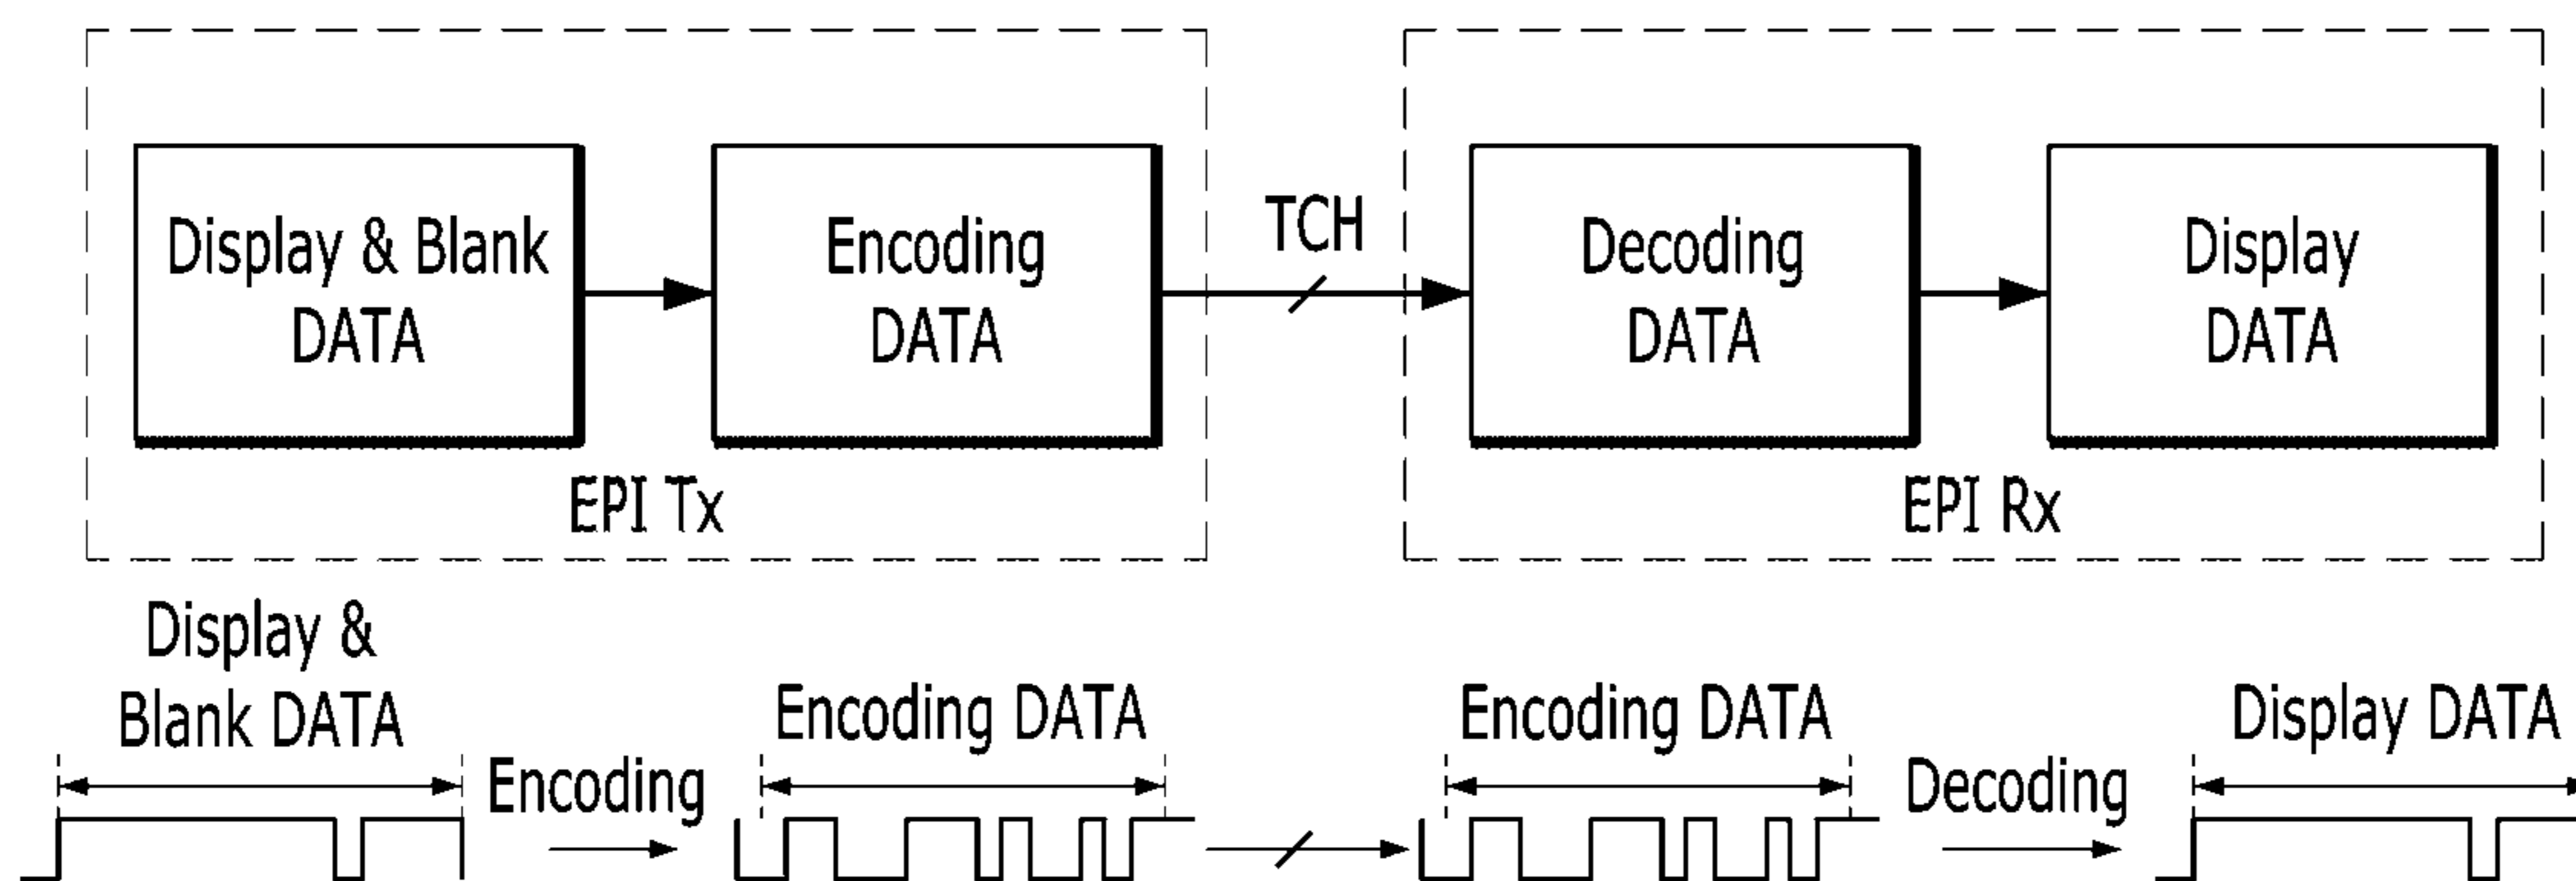 Display & Blank
DATA
Encoding
DATA
TCH
Decoding
DATA
Display
DATA
EPI Tx
EPI Rx
Display &
Blank DATA
Encoding
Encoding DATA
Encoding DATA
Decoding
Display DATA